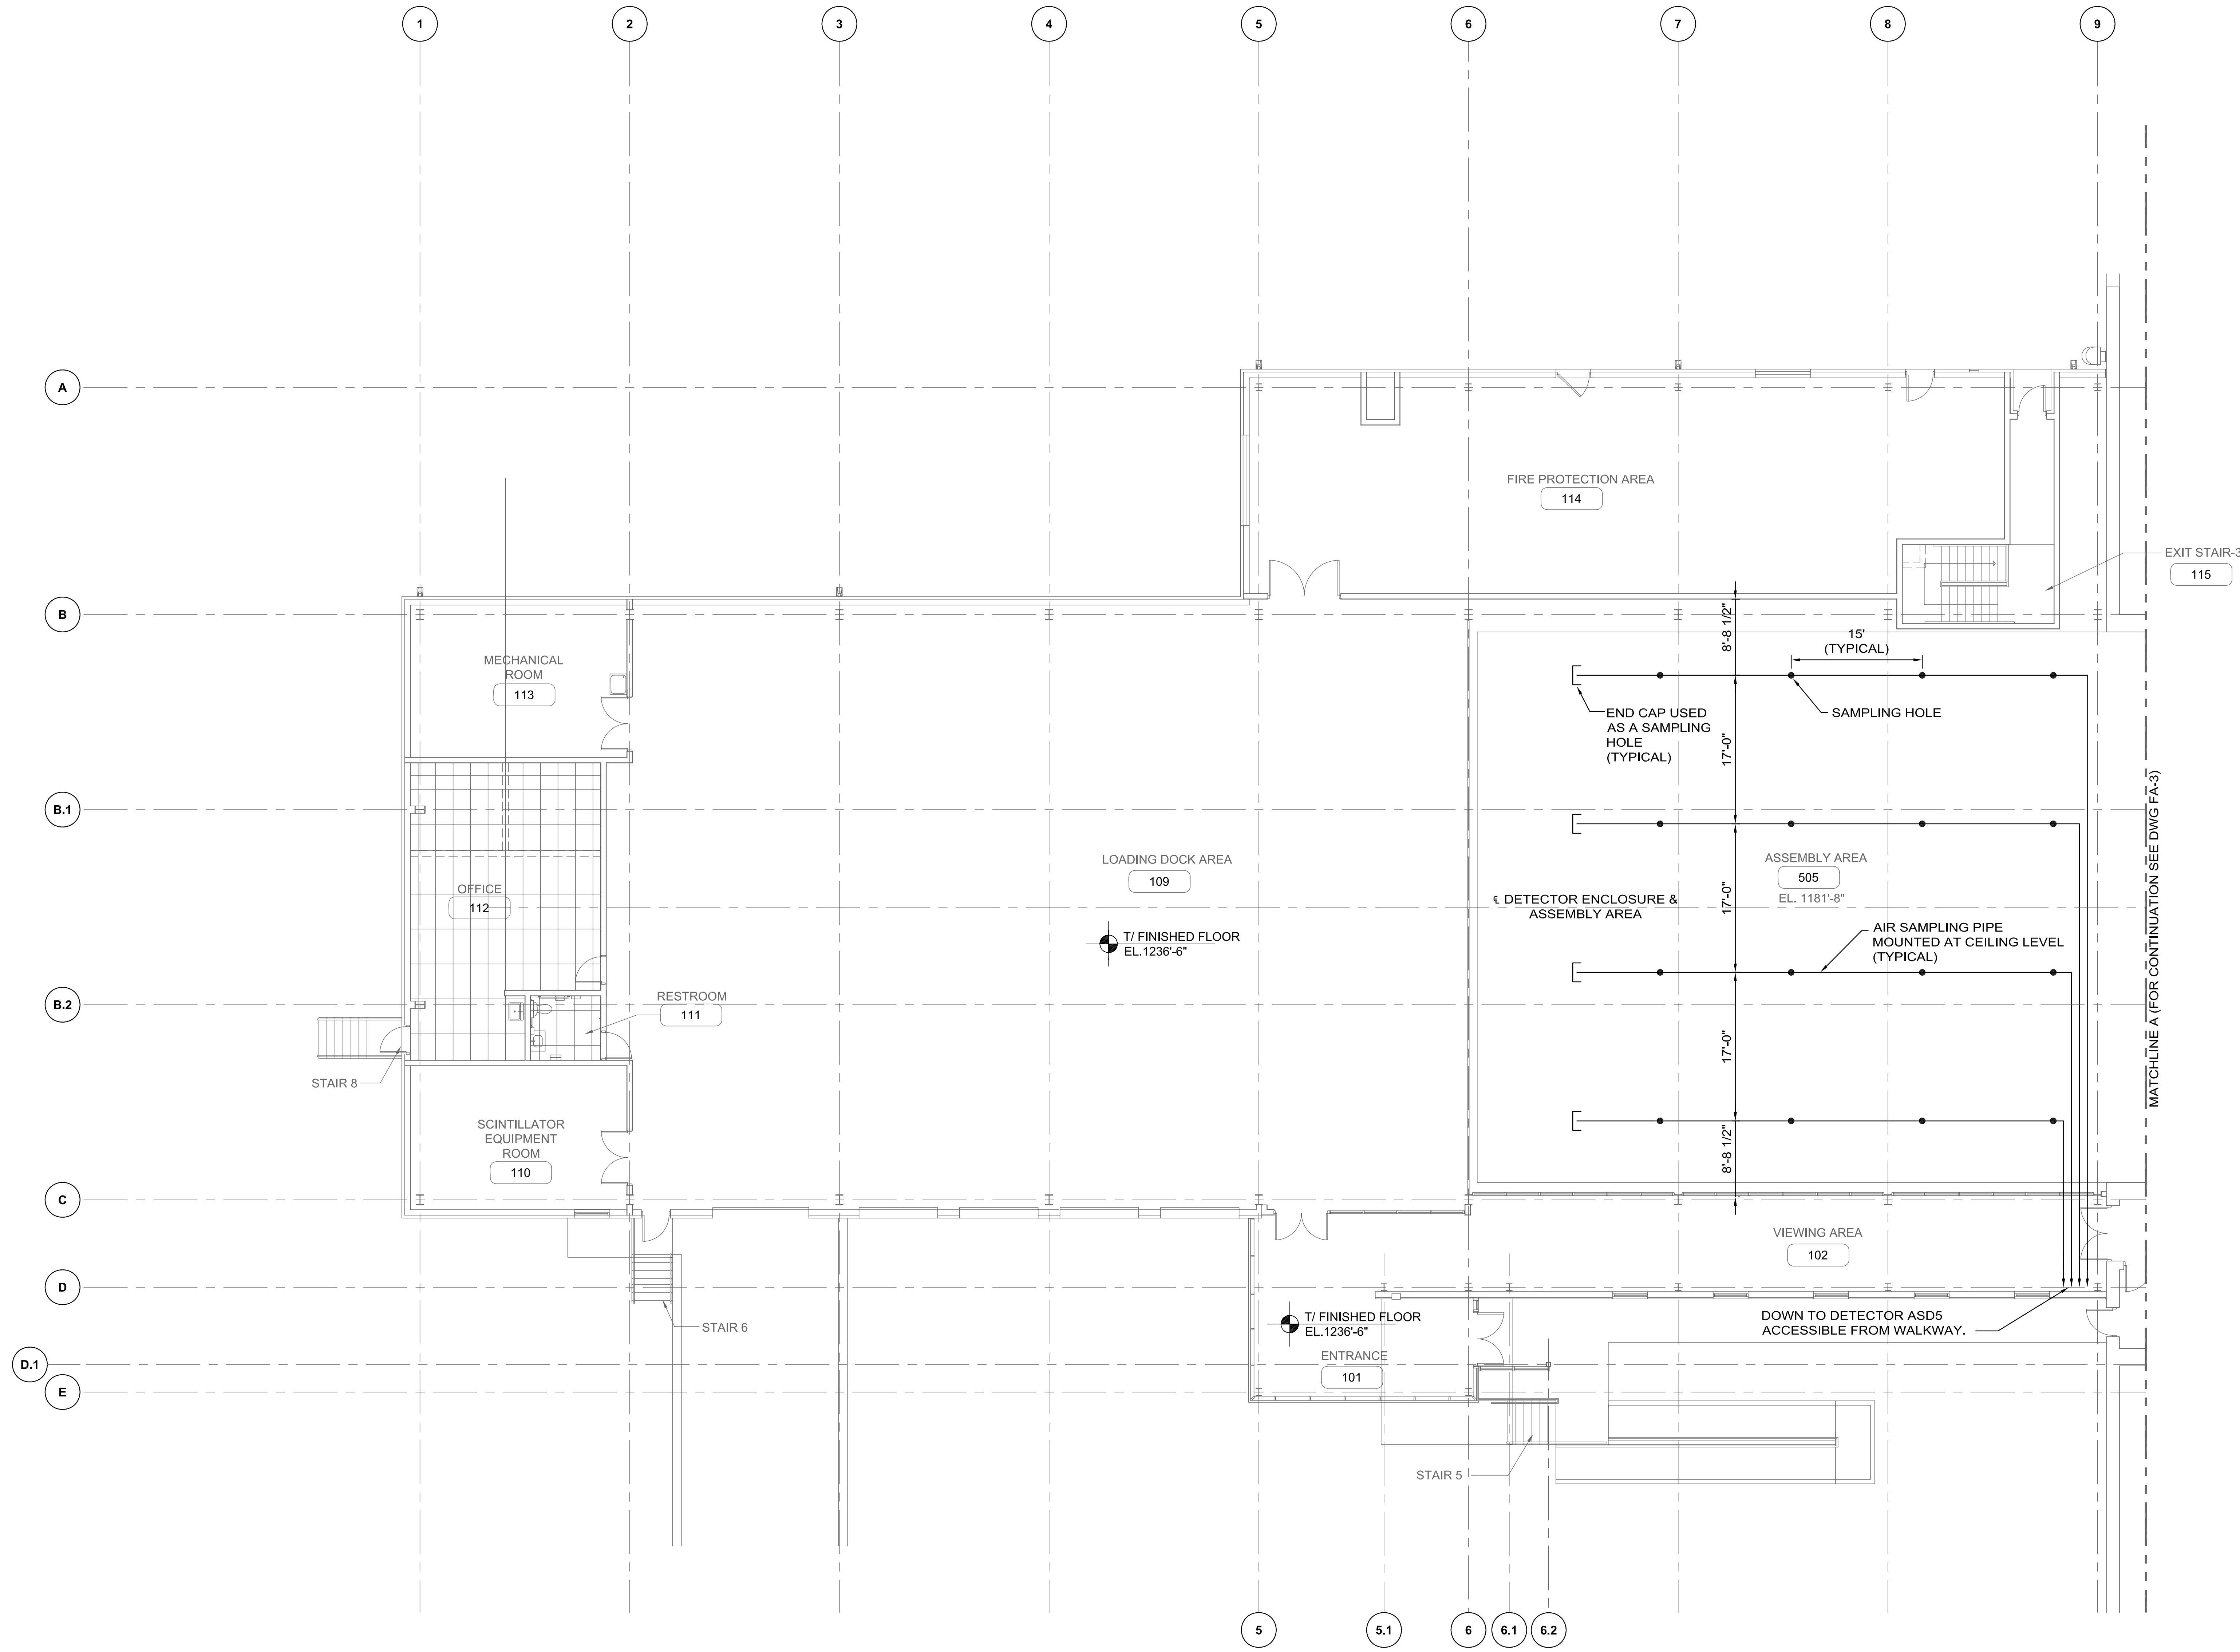 1
2
3
4
5
6
7
8
9
A
FIRE PROTECTION AREA
114
EXIT STAIR-3
115
B
8'-8 1/2"
15'
(TYPICAL)
MECHANICAL
ROOM
113
END CAP USED
AS A SAMPLING
HOLE
(TYPICAL)
SAMPLING HOLE
17'-0"
B.1
LOADING DOCK AREA
109
ASSEMBLY AREA
505
EL. 1181'-8"
MATCHLINE A (FOR CONTINUATION SEE DWG FA-3)
OFFICE
112
17'-0"
℄ DETECTOR ENCLOSURE &
ASSEMBLY AREA
T/ FINISHED FLOOR
EL.1236'-6"
AIR SAMPLING PIPE
MOUNTED AT CEILING LEVEL
(TYPICAL)
B.2
RESTROOM
111
17'-0"
STAIR 8
SCINTILLATOR
EQUIPMENT
ROOM
110
8'-8 1/2"
C
VIEWING AREA
102
D
STAIR 6
T/ FINISHED FLOOR
EL.1236'-6"
DOWN TO DETECTOR ASD5
ACCESSIBLE FROM WALKWAY.
D.1
ENTRANCE
101
E
STAIR 5
5
5.1
6
6.1
6.2